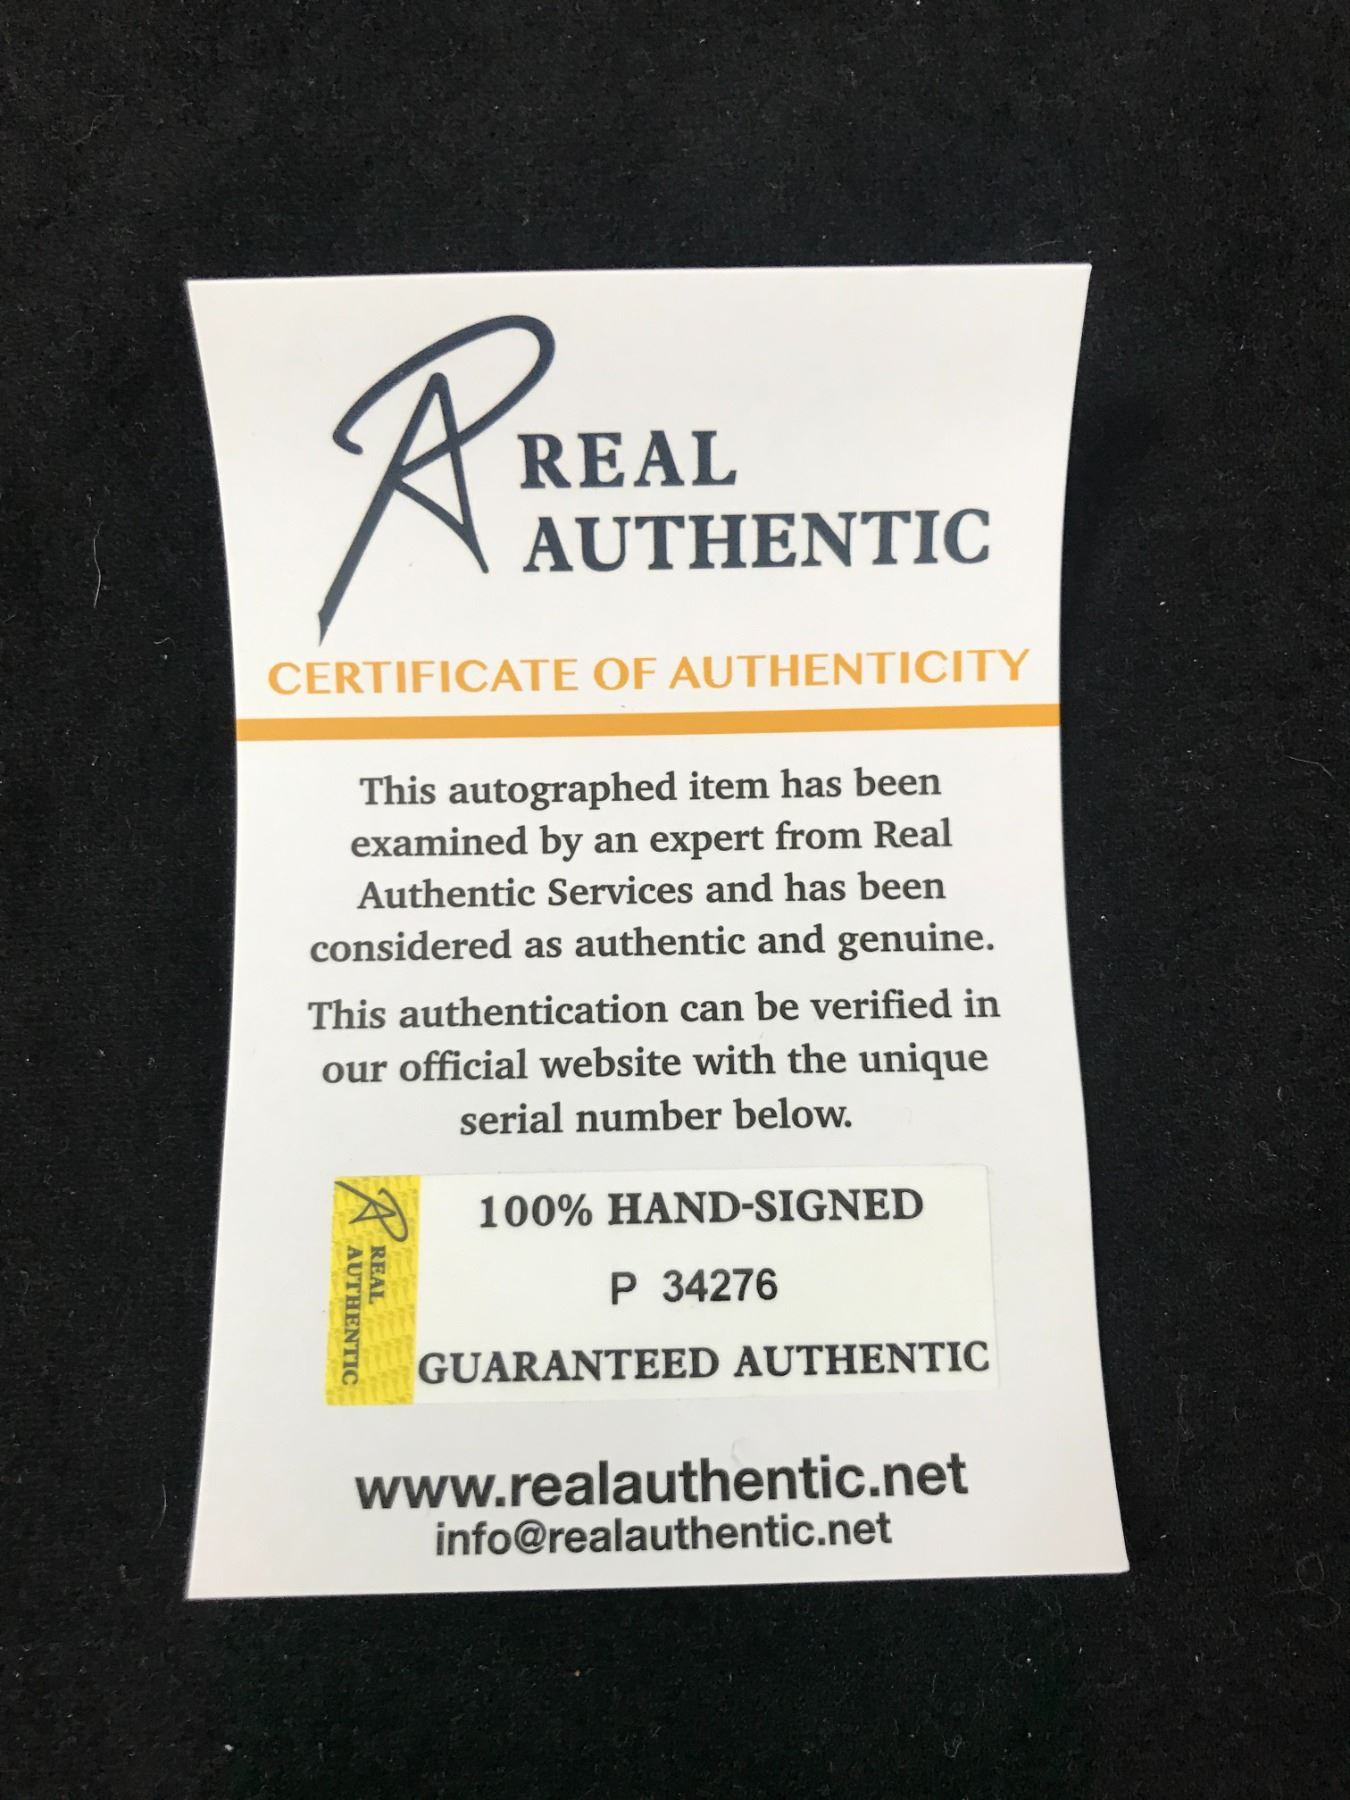 REAL
AUTHENTIC
CERTIFICATE OF AUTHENTICITY
This autographed item has been
examined by an expert from Real
Authentic Services and has been
considered as authentic and genuine.
This authentication can be verified in
our official website with the unique
serial number below.
REAL
AUTHENTIC
100% HAND-SIGNED
P 34276
GUARANTEED AUTHENTIC
www.realauthentic.net
info@realauthentic.net